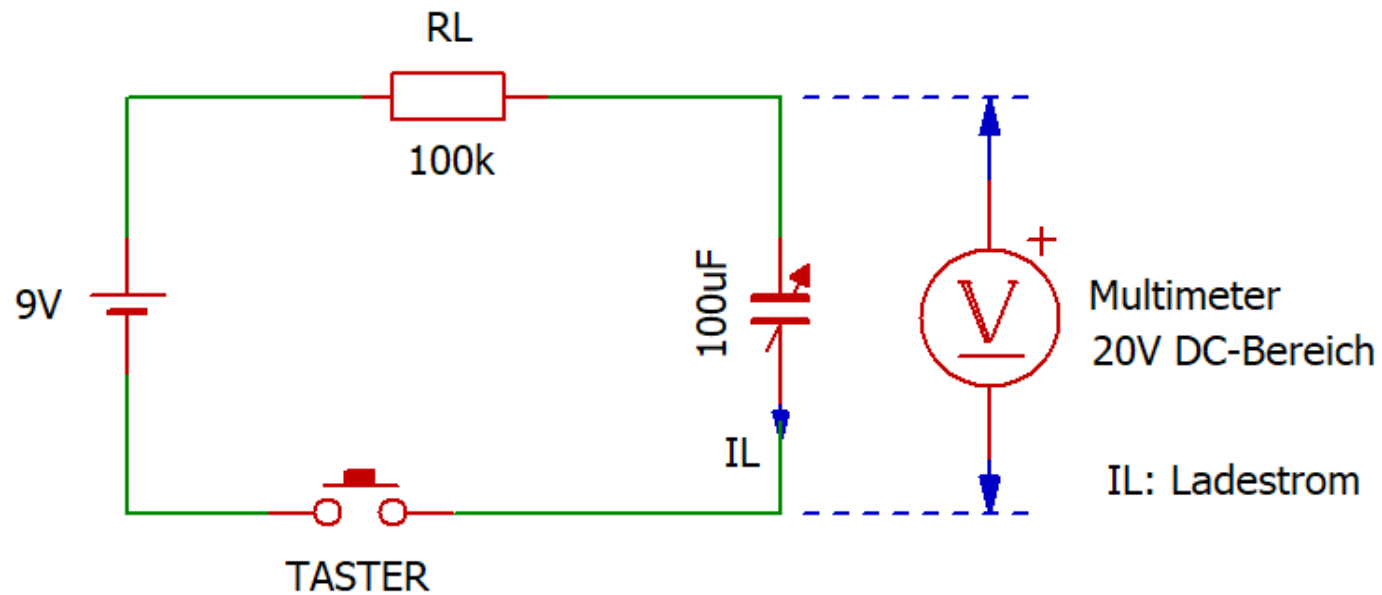 RL
100k
9V
100uF
V
+
Multimeter
20V DC-Bereich
IL
IL: Ladestrom
TASTER